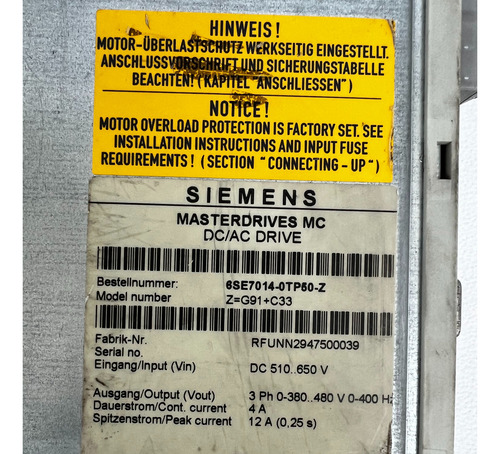 HINWEIS!
MOTOR-ÜBERLASTSCHUTZ WERKSEITIG EINGESTELLT.
ANSCHLUSSVORSCHRIFT UND SICHERUNGSTABELLE
BEACHTEN! (KAPITEL "ANSCHLIESSEN")
NOTICE!
MOTOR OVERLOAD PROTECTION IS FACTORY SET. SEE
INSTALLATION INSTRUCTIONS AND INPUT FUSE
REQUIREMENTS! (SECTION "CONNECTING-UP")
SIEMENS
MASTERDRIVES MC
DC/AC DRIVE
Bestellnummer: 6SE7014-0TP50-Z
Model number Z=G91+C33
Fabrik-Nr. RFUNN2947500039
Serial no.
Eingang/Input (Vin) DC 510..650 V
Ausgang/Output (Vout) 3 Ph 0-380..480 V 0-400 Hz
Dauerstrom/Cont. current 4 A
Spitzenstrom/Peak current 12 A (0,25 s)